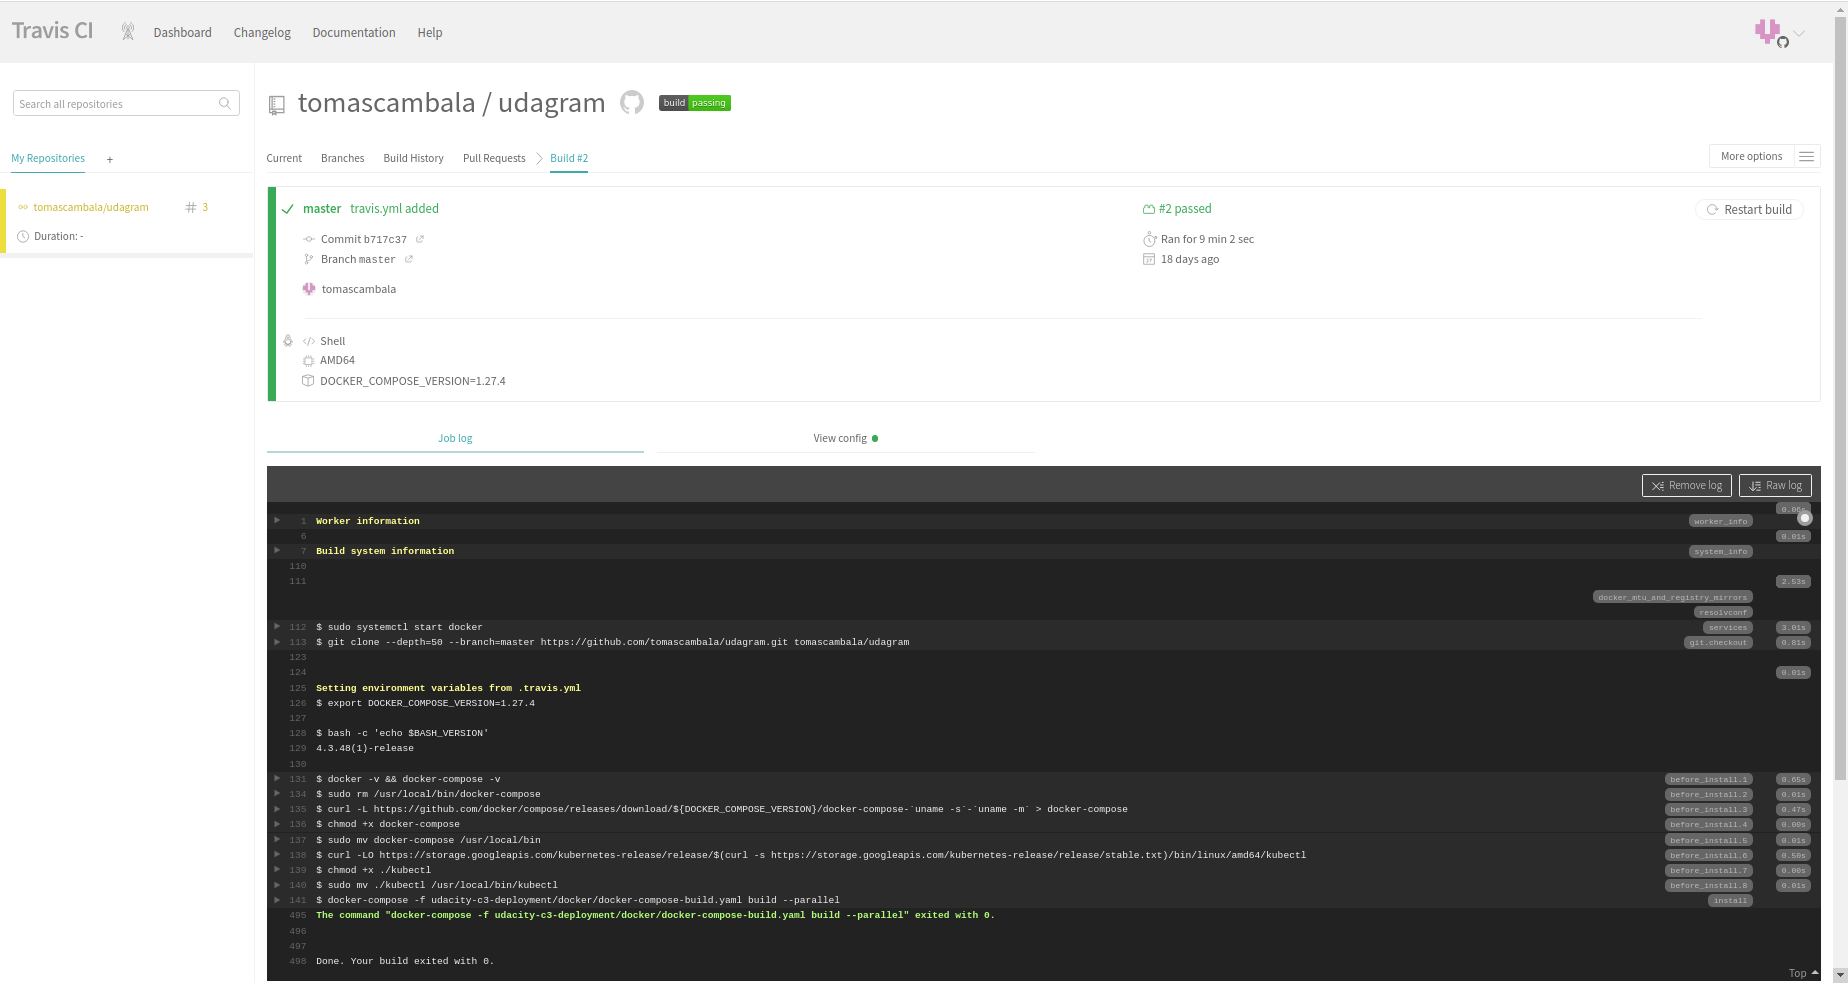 Travis CI
Dashboard Changelog Documentation Help
Search all repositories
My Repositories +
tomascambala/udagram # 3
Duration: -
tomascambala / udagram build passing
Current Branches Build History Pull Requests Build #2
More options
master travis.yml added
#2 passed
Restart build
Commit b717c37
Ran for 9 min 2 sec
Branch master
18 days ago
tomascambala
Shell
AMD64
DOCKER_COMPOSE_VERSION=1.27.4
Job log
View config
Remove log
Raw log
1 Worker information worker_info
6 0.01s
7 Build system information system_info
110
111 2.53s
docker_mtu_and_registry_mirrors
resolvconf
112 $ sudo systemctl start docker services 3.01s
113 $ git clone --depth=50 --branch=master https://github.com/tomascambala/udagram.git tomascambala/udagram git.checkout 0.81s
123
124 0.01s
125 Setting environment variables from .travis.yml
126 $ export DOCKER_COMPOSE_VERSION=1.27.4
127
128 $ bash -c 'echo $BASH_VERSION'
129 4.3.48(1)-release
130
131 $ docker -v && docker-compose -v before_install.1 0.65s
134 $ sudo rm /usr/local/bin/docker-compose before_install.2 0.01s
135 $ curl -L https://github.com/docker/compose/releases/download/${DOCKER_COMPOSE_VERSION}/docker-compose-`uname -s`-`uname -m` > docker-compose before_install.3 0.47s
136 $ chmod +x docker-compose before_install.4 0.00s
137 $ sudo mv docker-compose /usr/local/bin before_install.5 0.01s
138 $ curl -LO https://storage.googleapis.com/kubernetes-release/release/$(curl -s https://storage.googleapis.com/kubernetes-release/release/stable.txt)/bin/linux/amd64/kubectl before_install.6 0.50s
139 $ chmod +x ./kubectl before_install.7 0.00s
140 $ sudo mv ./kubectl /usr/local/bin/kubectl before_install.8 0.01s
141 $ docker-compose -f udacity-c3-deployment/docker/docker-compose-build.yaml build --parallel install
495 The command "docker-compose -f udacity-c3-deployment/docker/docker-compose-build.yaml build --parallel" exited with 0.
496
497
498 Done. Your build exited with 0.
Top